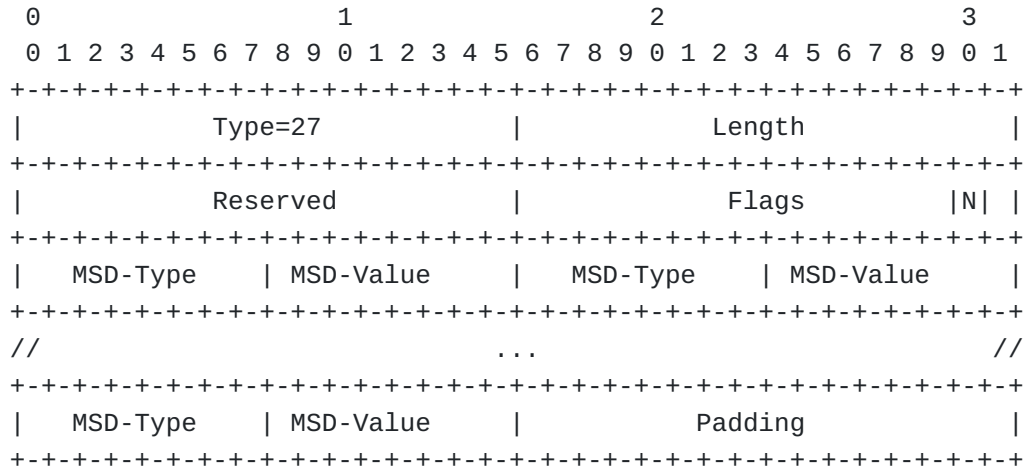 0                   1                   2                   3
 0 1 2 3 4 5 6 7 8 9 0 1 2 3 4 5 6 7 8 9 0 1 2 3 4 5 6 7 8 9 0 1
+-+-+-+-+-+-+-+-+-+-+-+-+-+-+-+-+-+-+-+-+-+-+-+-+-+-+-+-+-+-+-+-+
|            Type=27            |            Length             |
+-+-+-+-+-+-+-+-+-+-+-+-+-+-+-+-+-+-+-+-+-+-+-+-+-+-+-+-+-+-+-+-+
|            Reserved           |             Flags         |N| |
+-+-+-+-+-+-+-+-+-+-+-+-+-+-+-+-+-+-+-+-+-+-+-+-+-+-+-+-+-+-+-+-+
|   MSD-Type    | MSD-Value     |   MSD-Type    | MSD-Value     |
+-+-+-+-+-+-+-+-+-+-+-+-+-+-+-+-+-+-+-+-+-+-+-+-+-+-+-+-+-+-+-+-+
//                             ...                             //
+-+-+-+-+-+-+-+-+-+-+-+-+-+-+-+-+-+-+-+-+-+-+-+-+-+-+-+-+-+-+-+-+
|   MSD-Type    | MSD-Value     |           Padding             |
+-+-+-+-+-+-+-+-+-+-+-+-+-+-+-+-+-+-+-+-+-+-+-+-+-+-+-+-+-+-+-+-+